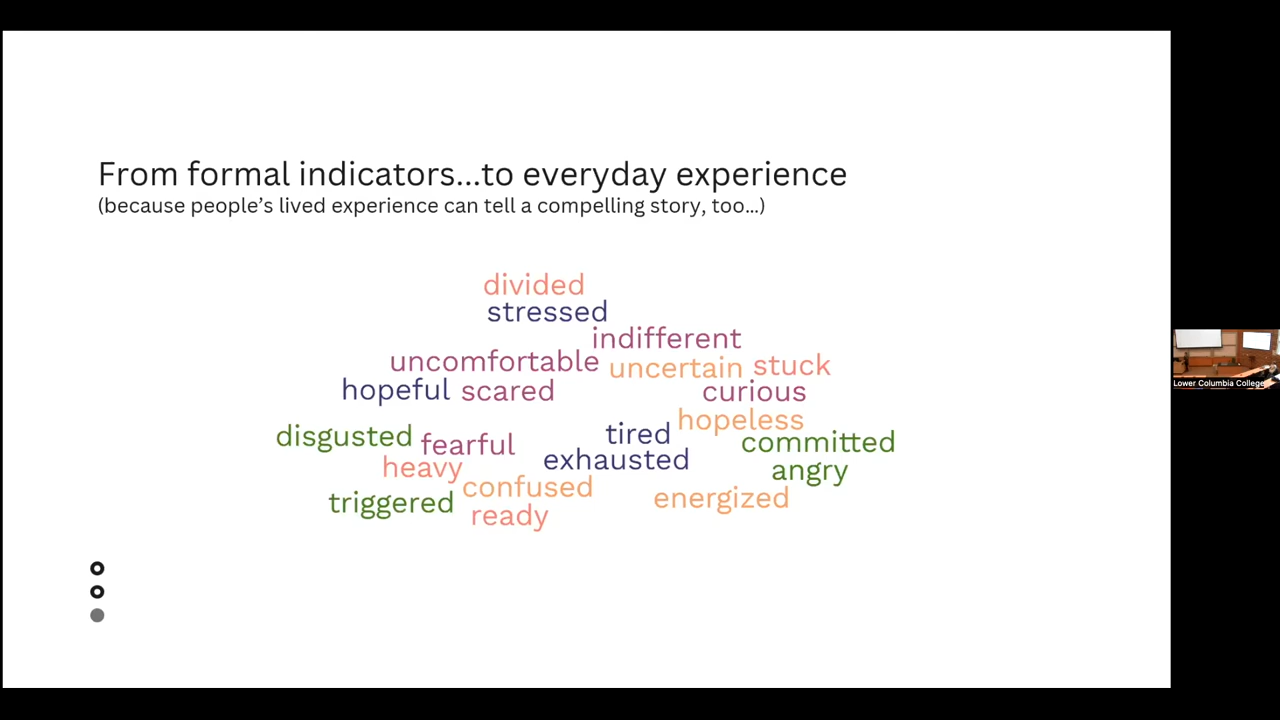 From formal indicators...to everyday experience
(because people's lived experience can tell a compelling story, too...)
divided
stressed
indifferent
uncomfortable uncertain stuck
hopeful scared curious
hopeless
disgusted fearful tired committed
heavy exhausted angry
triggered confused energized
ready
Lower Columbia College